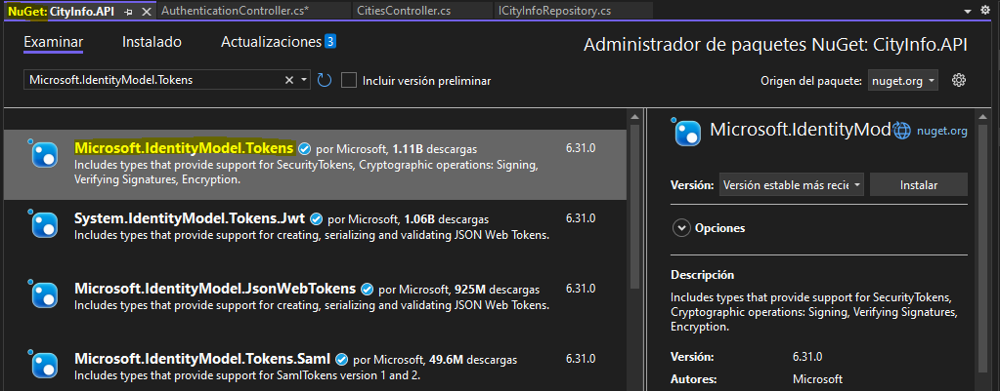 NuGet: CityInfo.API
AuthenticationController.cs*
CitiesController.cs
ICityInfoRepository.cs
Examinar
Instalado
Actualizaciones 3
Administrador de paquetes NuGet: CityInfo.API
Microsoft.IdentityModel.Tokens
Incluir versión preliminar
Origen del paquete: nuget.org
Microsoft.IdentityModel.Tokens por Microsoft, 1.11B descargas 6.31.0
Includes types that provide support for SecurityTokens, Cryptographic operations: Signing,
Verifying Signatures, Encryption.
System.IdentityModel.Tokens.Jwt por Microsoft, 1.06B descargas 6.31.0
Includes types that provide support for creating, serializing and validating JSON Web Tokens.
Microsoft.IdentityModel.JsonWebTokens por Microsoft, 925M descargas 6.31.0
Includes types that provide support for creating, serializing and validating JSON Web Tokens.
Microsoft.IdentityModel.Tokens.Saml por Microsoft, 49.6M descargas 6.31.0
Includes types that provide support for SamlTokens version 1 and 2.
Microsoft.IdentityMod nuget.org
Versión: Versión estable más recie Instalar
Opciones
Descripción
Includes types that provide support for SecurityTokens,
Cryptographic operations: Signing, Verifying Signatures,
Encryption.
Versión: 6.31.0
Autores: Microsoft